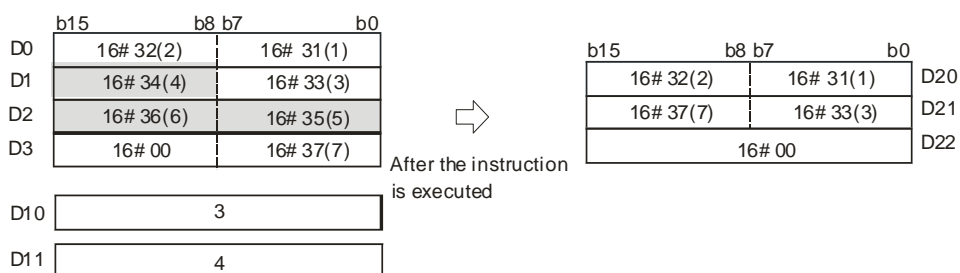 b15 b8 b7 b0
D0 16# 32(2) 16# 31(1)
D1 16# 34(4) 16# 33(3)
D2 16# 36(6) 16# 35(5)
D3 16# 00 16# 37(7)
D10 3
D11 4
After the instruction
is executed
b15 b8 b7 b0
16# 32(2) 16# 31(1) D20
16# 37(7) 16# 33(3) D21
16# 00 D22